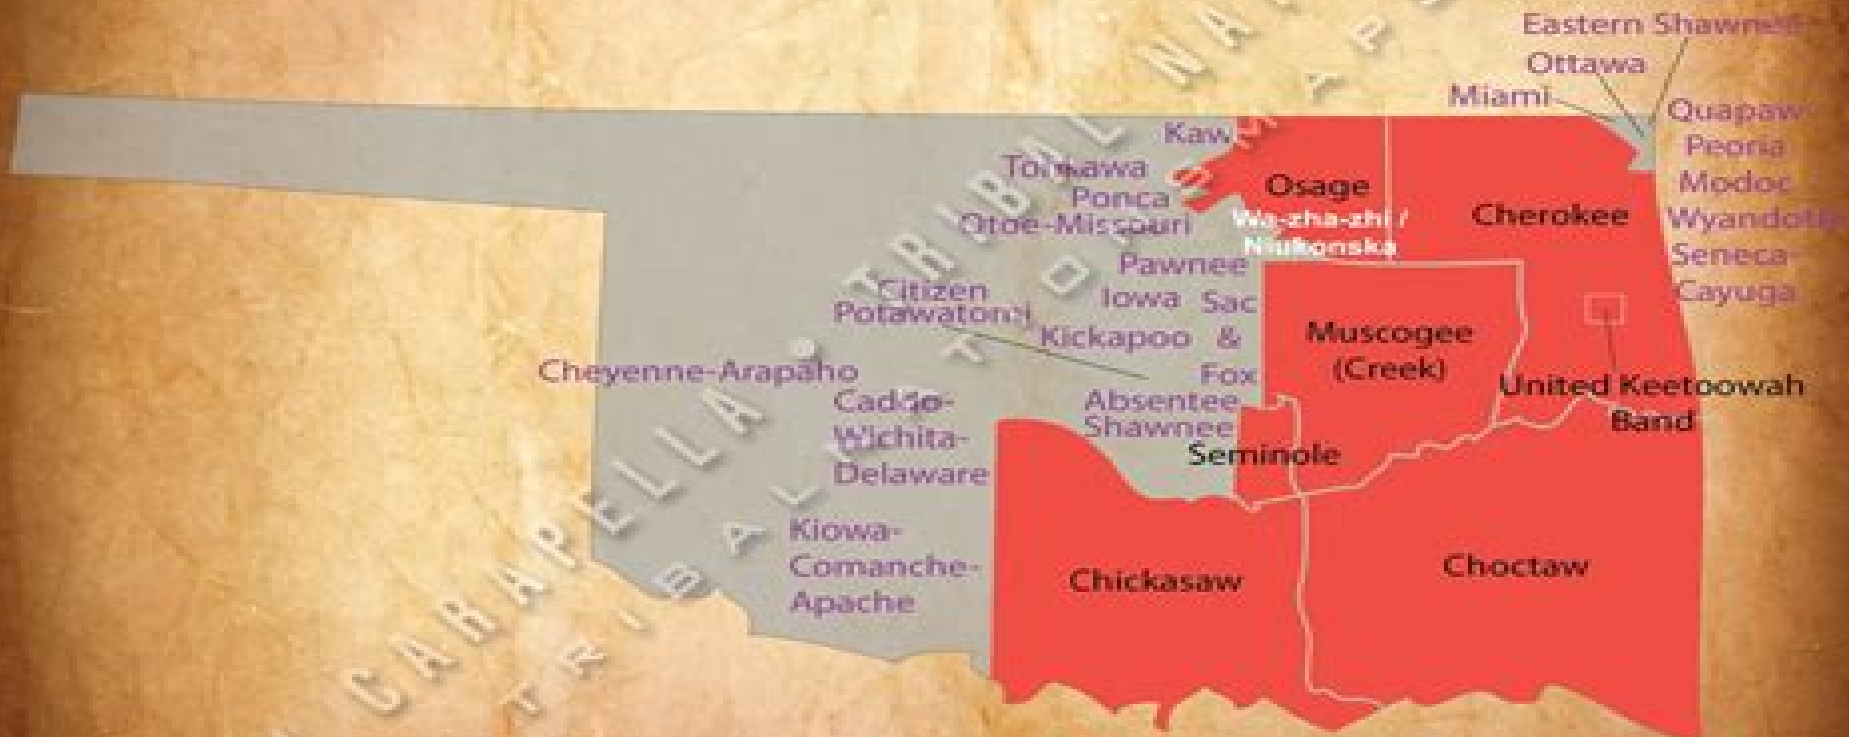 Eastern Shawnee
Ottawa
Miami
Quapaw-
Peoria
Modoc
Wyandotte
Seneca-
Cayuga
Kaw
Tonkawa
Ponca
Otoe-Missouri
Pawnee
Iowa
Sac
&
Fox
Citizen
Potawatomi
Kickapoo
Absentee
Shawnee
Cheyenne-Arapaho
Caddo-
Wichita-
Delaware
Kiowa-
Comanche-
Apache
Osage
Wa-zha-zhi /
Niukonska
Cherokee
Muscogee
(Creek)
United Keetoowah
Band
Seminole
Chickasaw
Choctaw
CARAPELLA
TRIBAL